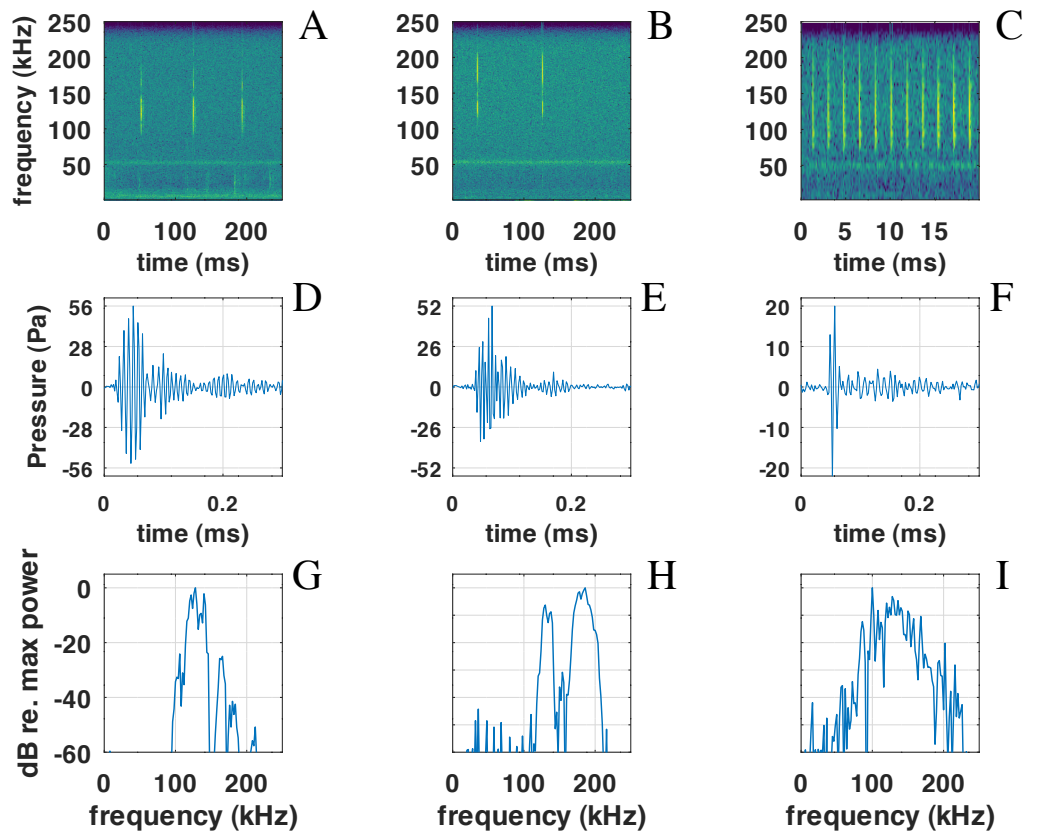 A
B
C
frequency (kHz)
250
200
150
100
50
250
200
150
100
50
250
200
150
100
50
0 100 200
0 100 200
0 5 10 15
time (ms)
time (ms)
time (ms)
D
E
F
Pressure (Pa)
56
28
0
-28
-56
52
26
0
-26
-52
20
10
0
-10
-20
0 0.2
0 0.2
0 0.2
time (ms)
time (ms)
time (ms)
G
H
I
dB re. max power
0
-20
-40
-60
0 100 200
0 100 200
0 100 200
frequency (kHz)
frequency (kHz)
frequency (kHz)